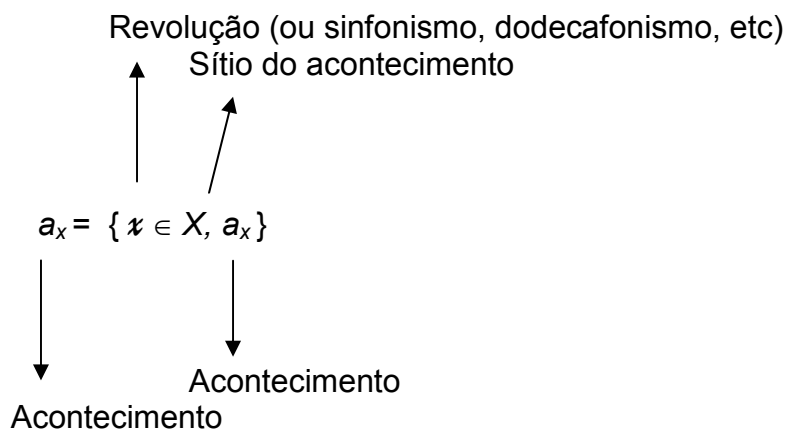 Revolução (ou sinfonismo, dodecafonismo, etc)
Sítio do acontecimento
aₓ = { x ∈ X, aₓ }
Acontecimento
Acontecimento